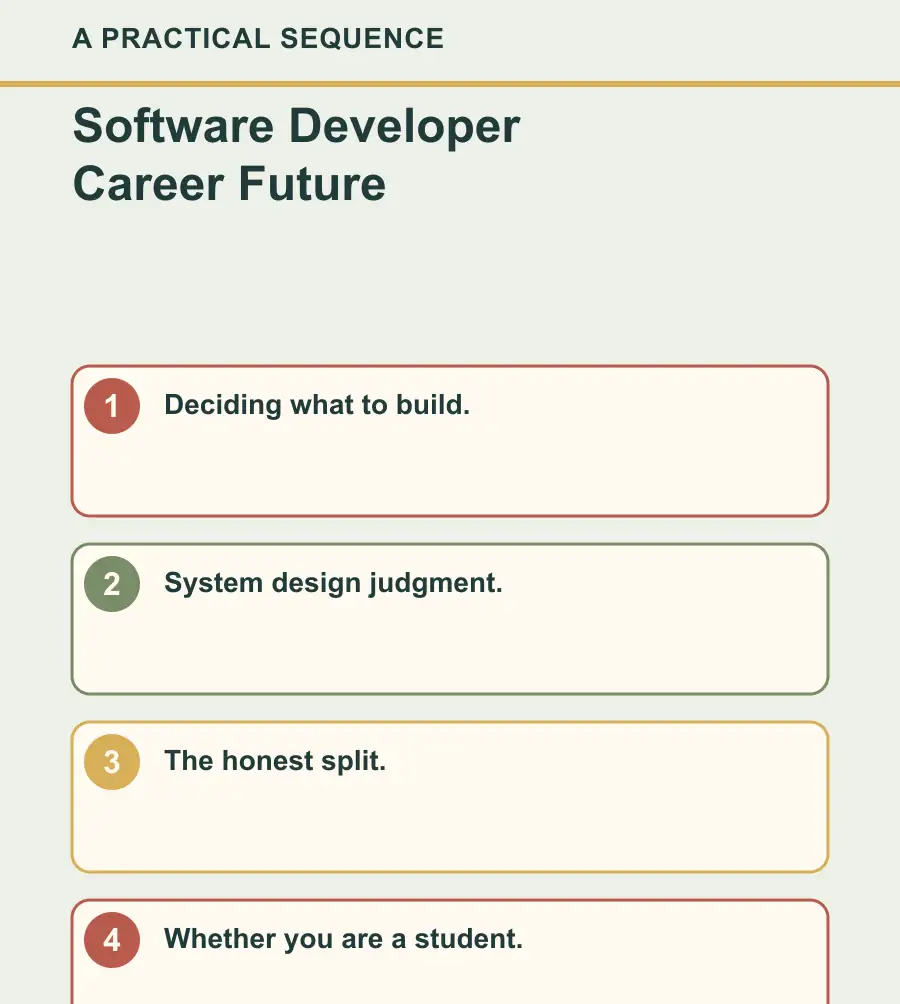 A PRACTICAL SEQUENCE
Software Developer
Career Future
1 Deciding what to build.
2 System design judgment.
3 The honest split.
4 Whether you are a student.